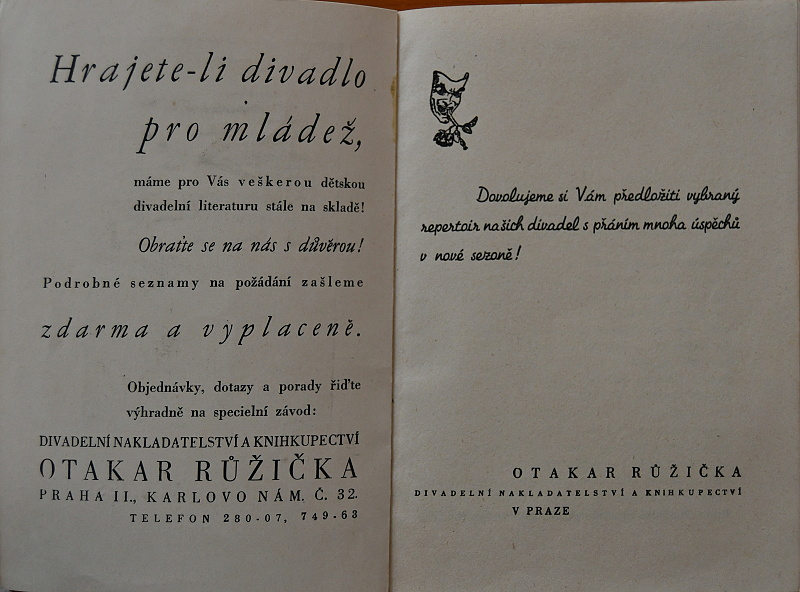 Hrajete-li divadlo
pro mládež,
máme pro Vás veškerou dětskou
divadelní literaturu stále na skladě!
Obraťte se na nás s důvěrou!
Podrobné seznamy na požádání zašleme
zdarma a vyplaceně.
Objednávky, dotazy a porady řiďte
výhradně na specielní závod:
DIVADELNÍ NAKLADATELSTVÍ A KNIHKUPECTVÍ
OTAKAR RŮŽIČKA
PRAHA II., KARLOVO NÁM. Č. 32.
TELEFON 280-07, 749-63
Dovolujeme si Vám předložiti vybraný
repertoir našich divadel s přáním mnoha úspěchů
v nové sezoně!
OTAKAR RŮŽIČKA
DIVADELNÍ NAKLADATELSTVÍ A KNIHKUPECTVÍ
V PRAZE